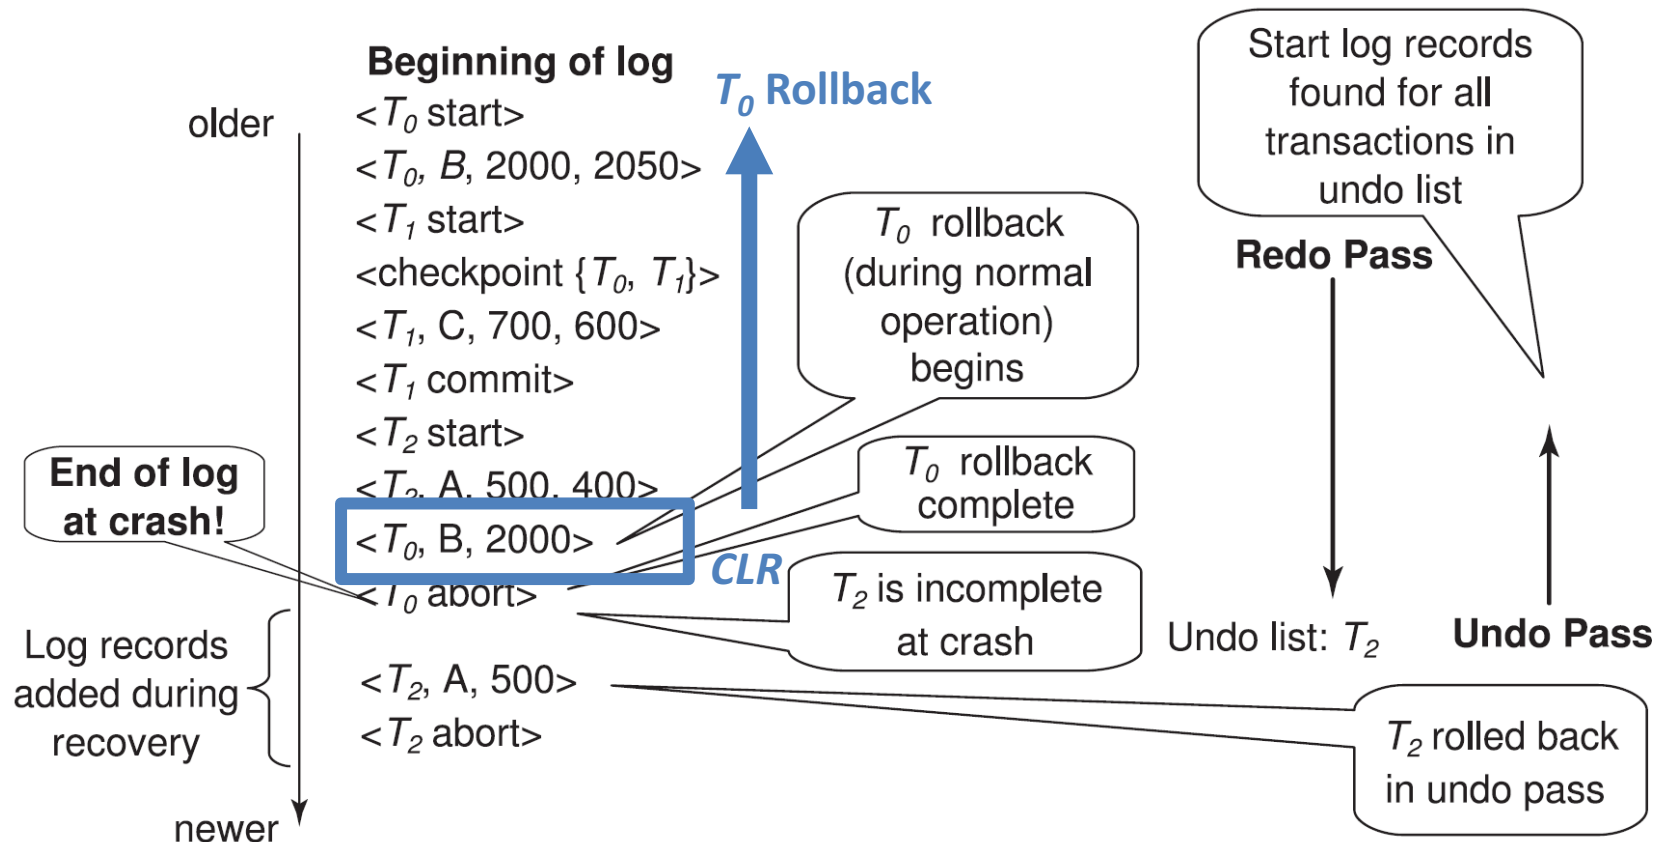 Beginning of log
older
<T0 start>
<T0, B, 2000, 2050>
<T1 start>
<checkpoint {T0, T1}>
<T1, C, 700, 600>
<T1 commit>
<T2 start>
<T2, A, 500, 400>
<T0, B, 2000>
<T0 abort>
<T2, A, 500>
<T2 abort>
newer
End of log
at crash!
Log records
added during
recovery
T0 Rollback
CLR
T0 rollback
(during normal
operation)
begins
T0 rollback
complete
T2 is incomplete
at crash
Start log records
found for all
transactions in
undo list
Redo Pass
Undo list: T2
Undo Pass
T2 rolled back
in undo pass